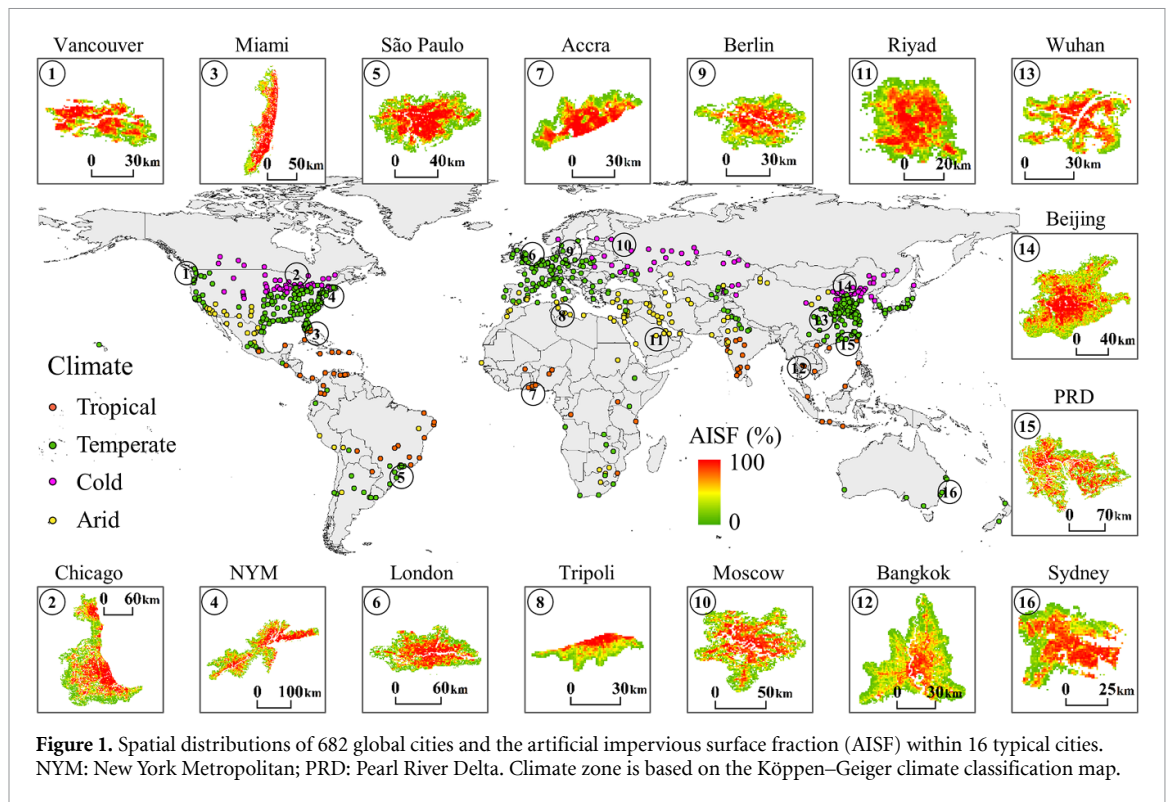 Vancouver
Miami
São Paulo
Accra
Berlin
Riyad
Wuhan
1
3
5
7
9
11
13
0 30km
0 50km
0 40km
0 30km
0 30km
0 20km
0 30km
Beijing
14
0 40km
PRD
15
0 70km
1
2
3
4
5
6
7
8
9
10
11
12
13
14
15
16
Climate
Tropical
Temperate
Cold
Arid
AISF (%)
100
0
Chicago
NYM
London
Tripoli
Moscow
Bangkok
Sydney
2
4
6
8
10
12
16
0 60km
0 100km
0 60km
0 30km
0 50km
0 30km
0 25km
Figure 1. Spatial distributions of 682 global cities and the artificial impervious surface fraction (AISF) within 16 typical cities.
NYM: New York Metropolitan; PRD: Pearl River Delta. Climate zone is based on the Köppen–Geiger climate classification map.